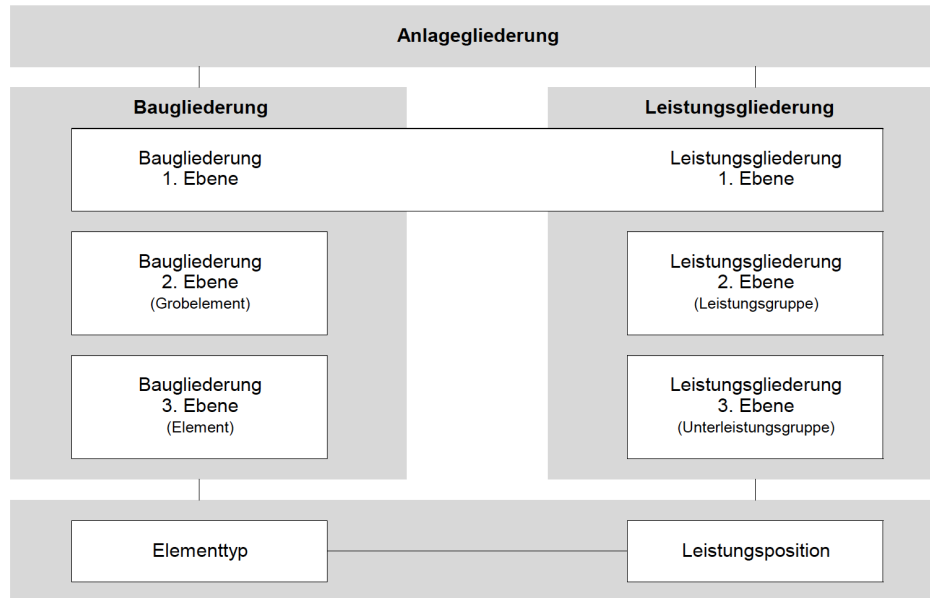 Anlagegliederung
Baugliederung
Leistungsgliederung
Baugliederung
1. Ebene
Leistungsgliederung
1. Ebene
Baugliederung
2. Ebene
(Grobelement)
Leistungsgliederung
2. Ebene
(Leistungsgruppe)
Baugliederung
3. Ebene
(Element)
Leistungsgliederung
3. Ebene
(Unterleistungsgruppe)
Elementtyp
Leistungsposition